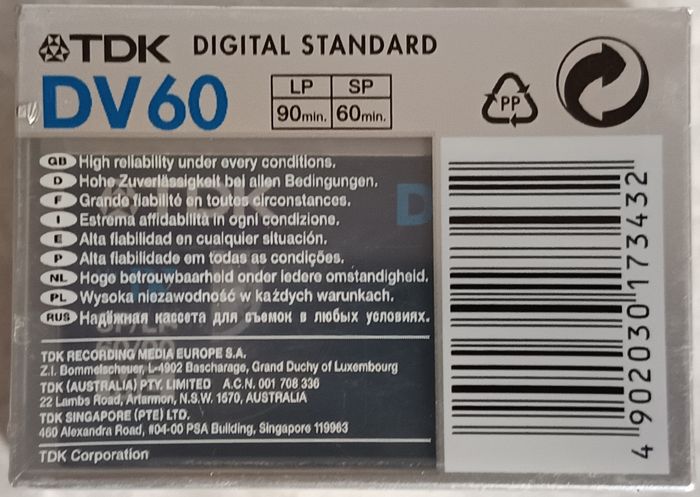 TDK DIGITAL STANDARD
DV60
LP SP
90min. 60min.
PP
GB High reliability under every conditions.
D Hohe Zuverlässigkeit bei allen Bedingungen.
F Grande fiabilité en toutes circonstances.
I Estrema affidabilità in ogni condizione.
E Alta fiabilidad en cualquier situación.
P Alta fiabilidade em todas as condições.
NL Hoge betrouwbaarheid onder iedere omstandigheid.
PL Wysoka niezawodność w każdych warunkach.
RUS Надёжная кассета для съемок в любых условиях.
TDK RECORDING MEDIA EUROPE S.A.
Z.I. Bommelscheuer, L-4902 Bascharage, Grand Duchy of Luxembourg
TDK (AUSTRALIA) PTY. LIMITED A.C.N. 001 708 336
22 Lambs Road, Artarmon, N.S.W. 1570, AUSTRALIA
TDK SINGAPORE (PTE) LTD.
460 Alexandra Road, #04-00 PSA Building, Singapore 119963
TDK Corporation
4 902030 173432